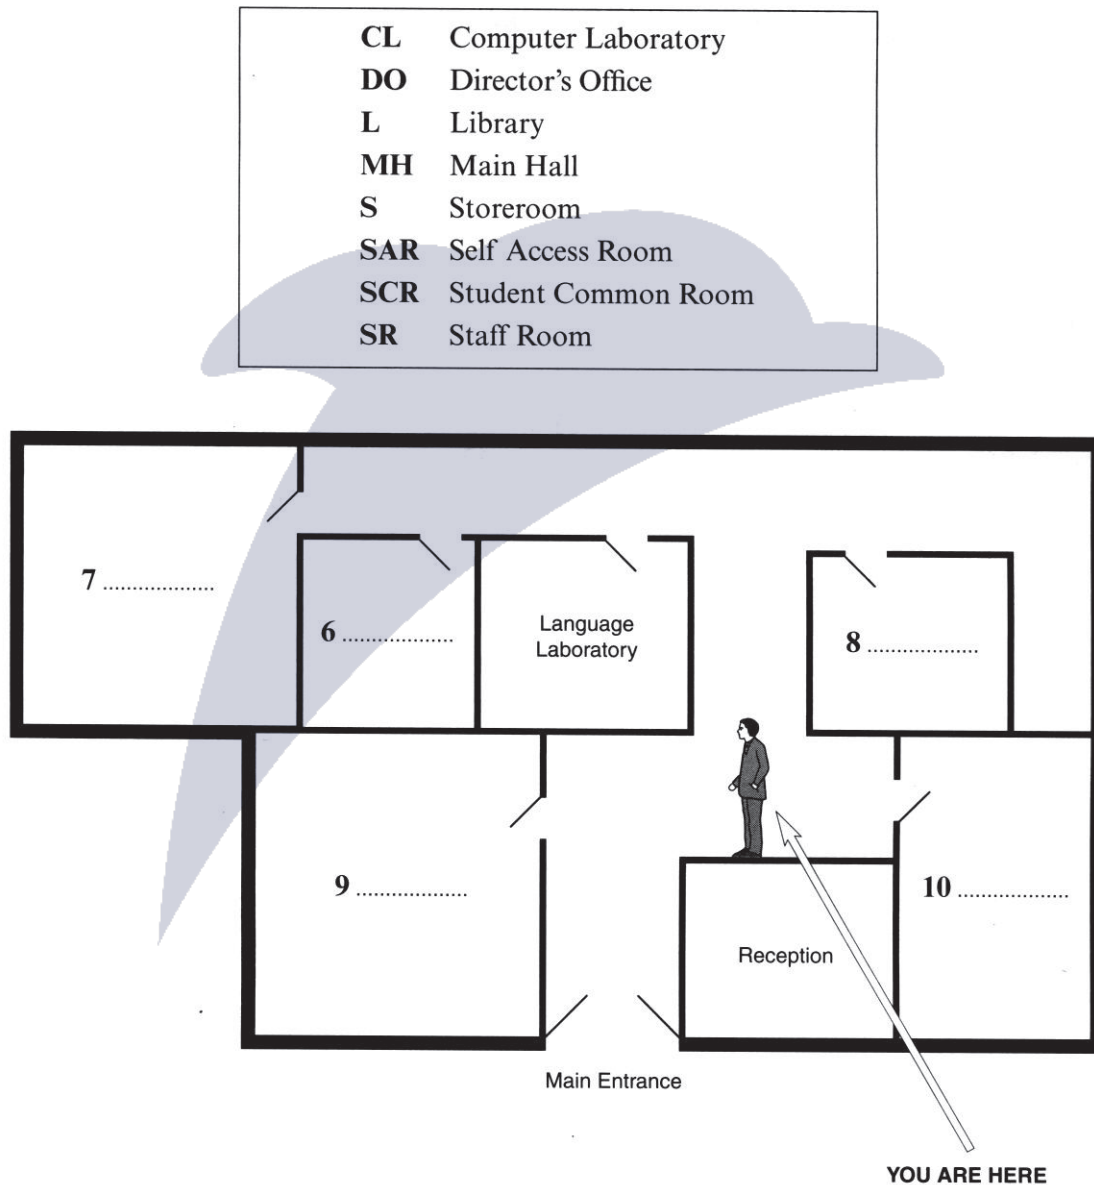 CL Computer Laboratory
DO Director's Office
L Library
MH Main Hall
S Storeroom
SAR Self Access Room
SCR Student Common Room
SR Staff Room
7 ...................
6 ...................
Language
Laboratory
8 ...................
9 ...................
10 ...................
Reception
Main Entrance
YOU ARE HERE